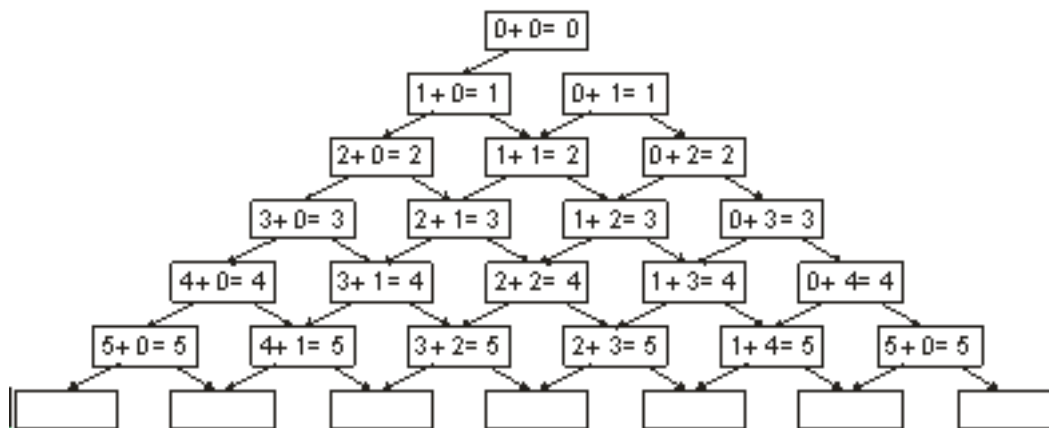 0+ 0= 0
1+ 0= 1 0+ 1= 1
2+ 0= 2 1+ 1= 2 0+ 2= 2
3+ 0= 3 2+ 1= 3 1+ 2= 3 0+ 3= 3
4+ 0= 4 3+ 1= 4 2+ 2= 4 1+ 3= 4 0+ 4= 4
5+ 0= 5 4+ 1= 5 3+ 2= 5 2+ 3= 5 1+ 4= 5 5+ 0= 5